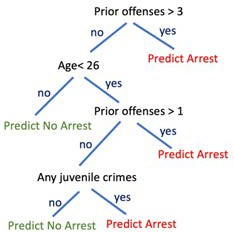 Prior offenses > 3
no yes
Age< 26 Predict Arrest
no yes
Predict No Arrest Prior offenses > 1
no yes
Predict Arrest
Any juvenile crimes
no yes
Predict No Arrest Predict Arrest